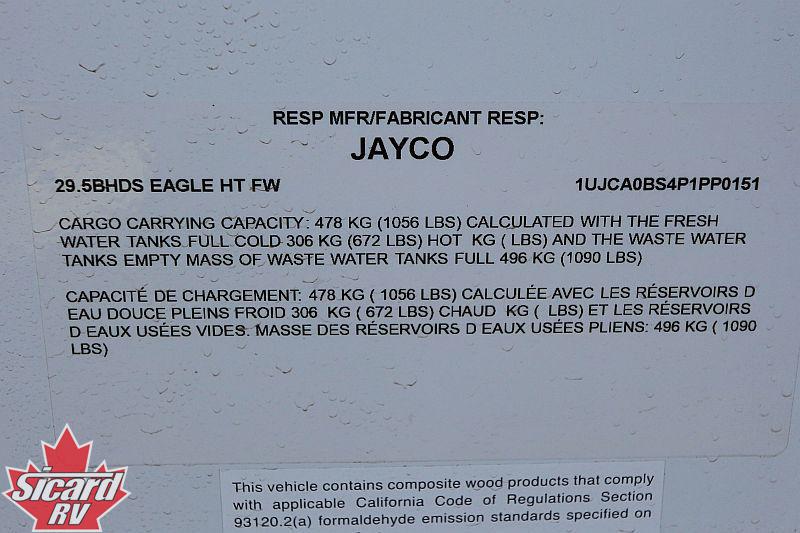 RESP MFR/FABRICANT RESP:
JAYCO
29.5BHDS EAGLE HT FW 1UJCA0BS4P1PP0151
CARGO CARRYING CAPACITY: 478 KG (1056 LBS) CALCULATED WITH THE FRESH
WATER TANKS FULL COLD 306 KG (672 LBS) HOT KG ( LBS) AND THE WASTE WATER
TANKS EMPTY MASS OF WASTE WATER TANKS FULL 496 KG (1090 LBS)
CAPACITÉ DE CHARGEMENT: 478 KG ( 1056 LBS) CALCULÉE AVEC LES RÉSERVOIRS D
EAU DOUCE PLEINS FROID 306 KG ( 672 LBS) CHAUD KG ( LBS) ET LES RÉSERVOIRS
D EAUX USÉES VIDES. MASSE DES RÉSERVOIRS D EAUX USÉES PLIENS: 496 KG ( 1090
LBS)
This vehicle contains composite wood products that comply
with applicable California Code of Regulations Section
93120.2(a) formaldehyde emission standards specified on
Sicard
RV